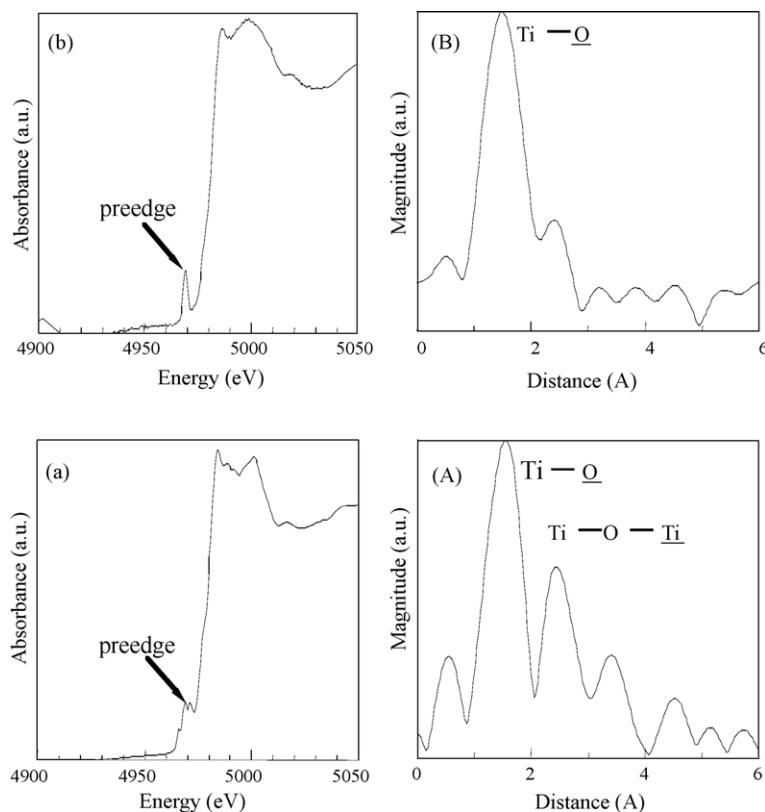 (b)
preedge
Absorbance (a.u.)
4900 4950 5000 5050
Energy (eV)
(B)
Ti — O
Magnitude (a.u.)
0 2 4 6
Distance (A)
(a)
preedge
Absorbance (a.u.)
4900 4950 5000 5050
Energy (eV)
(A)
Ti — O
Ti — O — Ti
Magnitude (a.u.)
0 2 4 6
Distance (A)